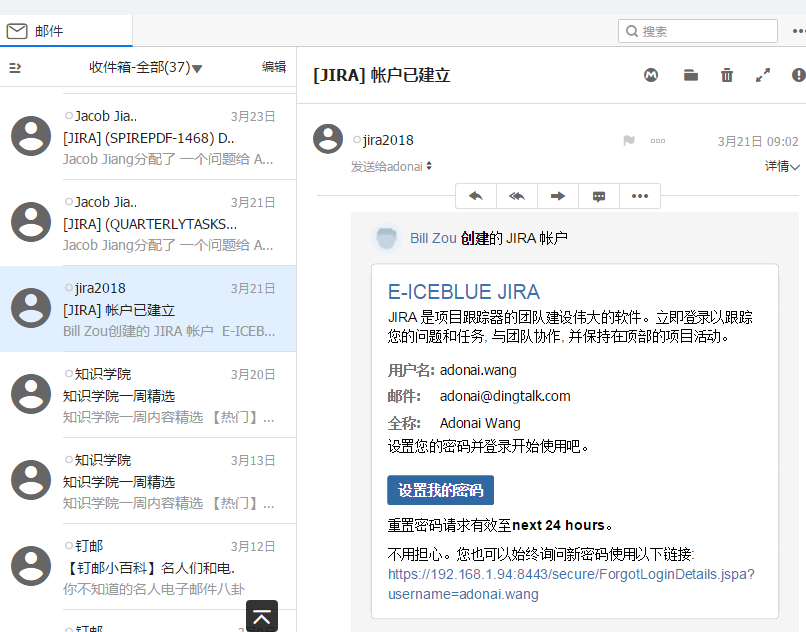 邮件
搜索
收件箱-全部(37)
编辑
Jacob Jia.. 3月23日
[JIRA] (SPIREPDF-1468) D..
Jacob Jiang分配了 一个问题给 A...
Jacob Jia.. 3月21日
[JIRA] (QUARTERLYTASKS...
Jacob Jiang分配了 一个问题给 A...
jira2018 3月21日
[JIRA] 帐户已建立
Bill Zou创建的 JIRA 帐户 E-ICEB...
知识学院 3月20日
知识学院一周精选
知识学院一周内容精选 【热门】...
知识学院 3月13日
知识学院一周精选
知识学院一周内容精选 【热门】...
钉邮 3月12日
【钉邮小百科】名人们和电.
你不知道的名人电子邮件八卦
钉邮
[JIRA] 帐户已建立
jira2018
3月21日 09:02
发送给adonai
详情
Bill Zou 创建的 JIRA 帐户
E-ICEBLUE JIRA
JIRA 是项目跟踪器的团队建设伟大的软件。立即登录以跟踪
您的问题和任务, 与团队协作, 并保持在顶部的项目活动。
用户名: adonai.wang
邮件: adonai@dingtalk.com
全称: Adonai Wang
设置您的密码并登录开始使用吧。
设置我的密码
重置密码请求有效至next 24 hours。
不用担心。您也可以始终询问新密码使用以下链接:
https://192.168.1.94:8443/secure/ForgotLoginDetails.jspa?
username=adonai.wang